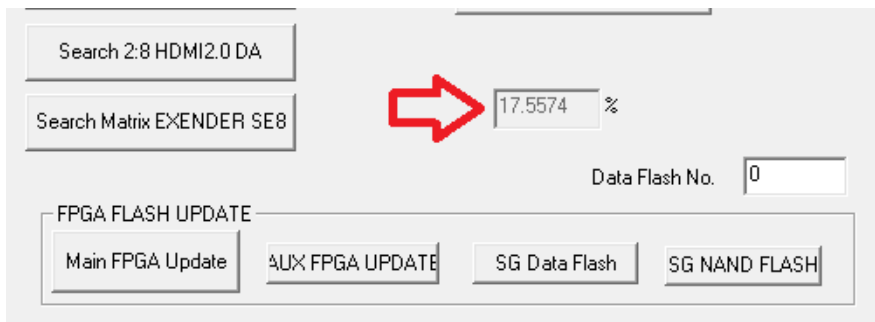 Search 2:8 HDMI2.0 DA
Search Matrix EXENDER SE8
17.5574 %
Data Flash No. 0
FPGA FLASH UPDATE
Main FPGA Update
AUX FPGA UPDATE
SG Data Flash
SG NAND FLASH